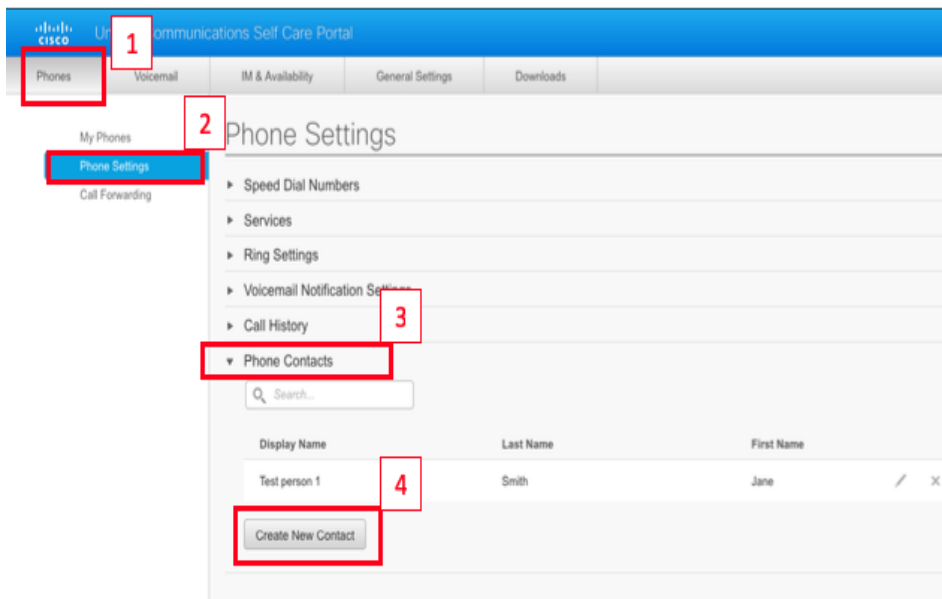 cisco
ommunications Self Care Portal
1
Phones
Voicemail
IM & Availability
General Settings
Downloads
2
My Phones
Phone Settings
Call Forwarding
Phone Settings
Speed Dial Numbers
Services
Ring Settings
Voicemail Notification Settings
3
Call History
Phone Contacts
Search...
Display Name Last Name First Name
Test person 1 Smith Jane
4
Create New Contact